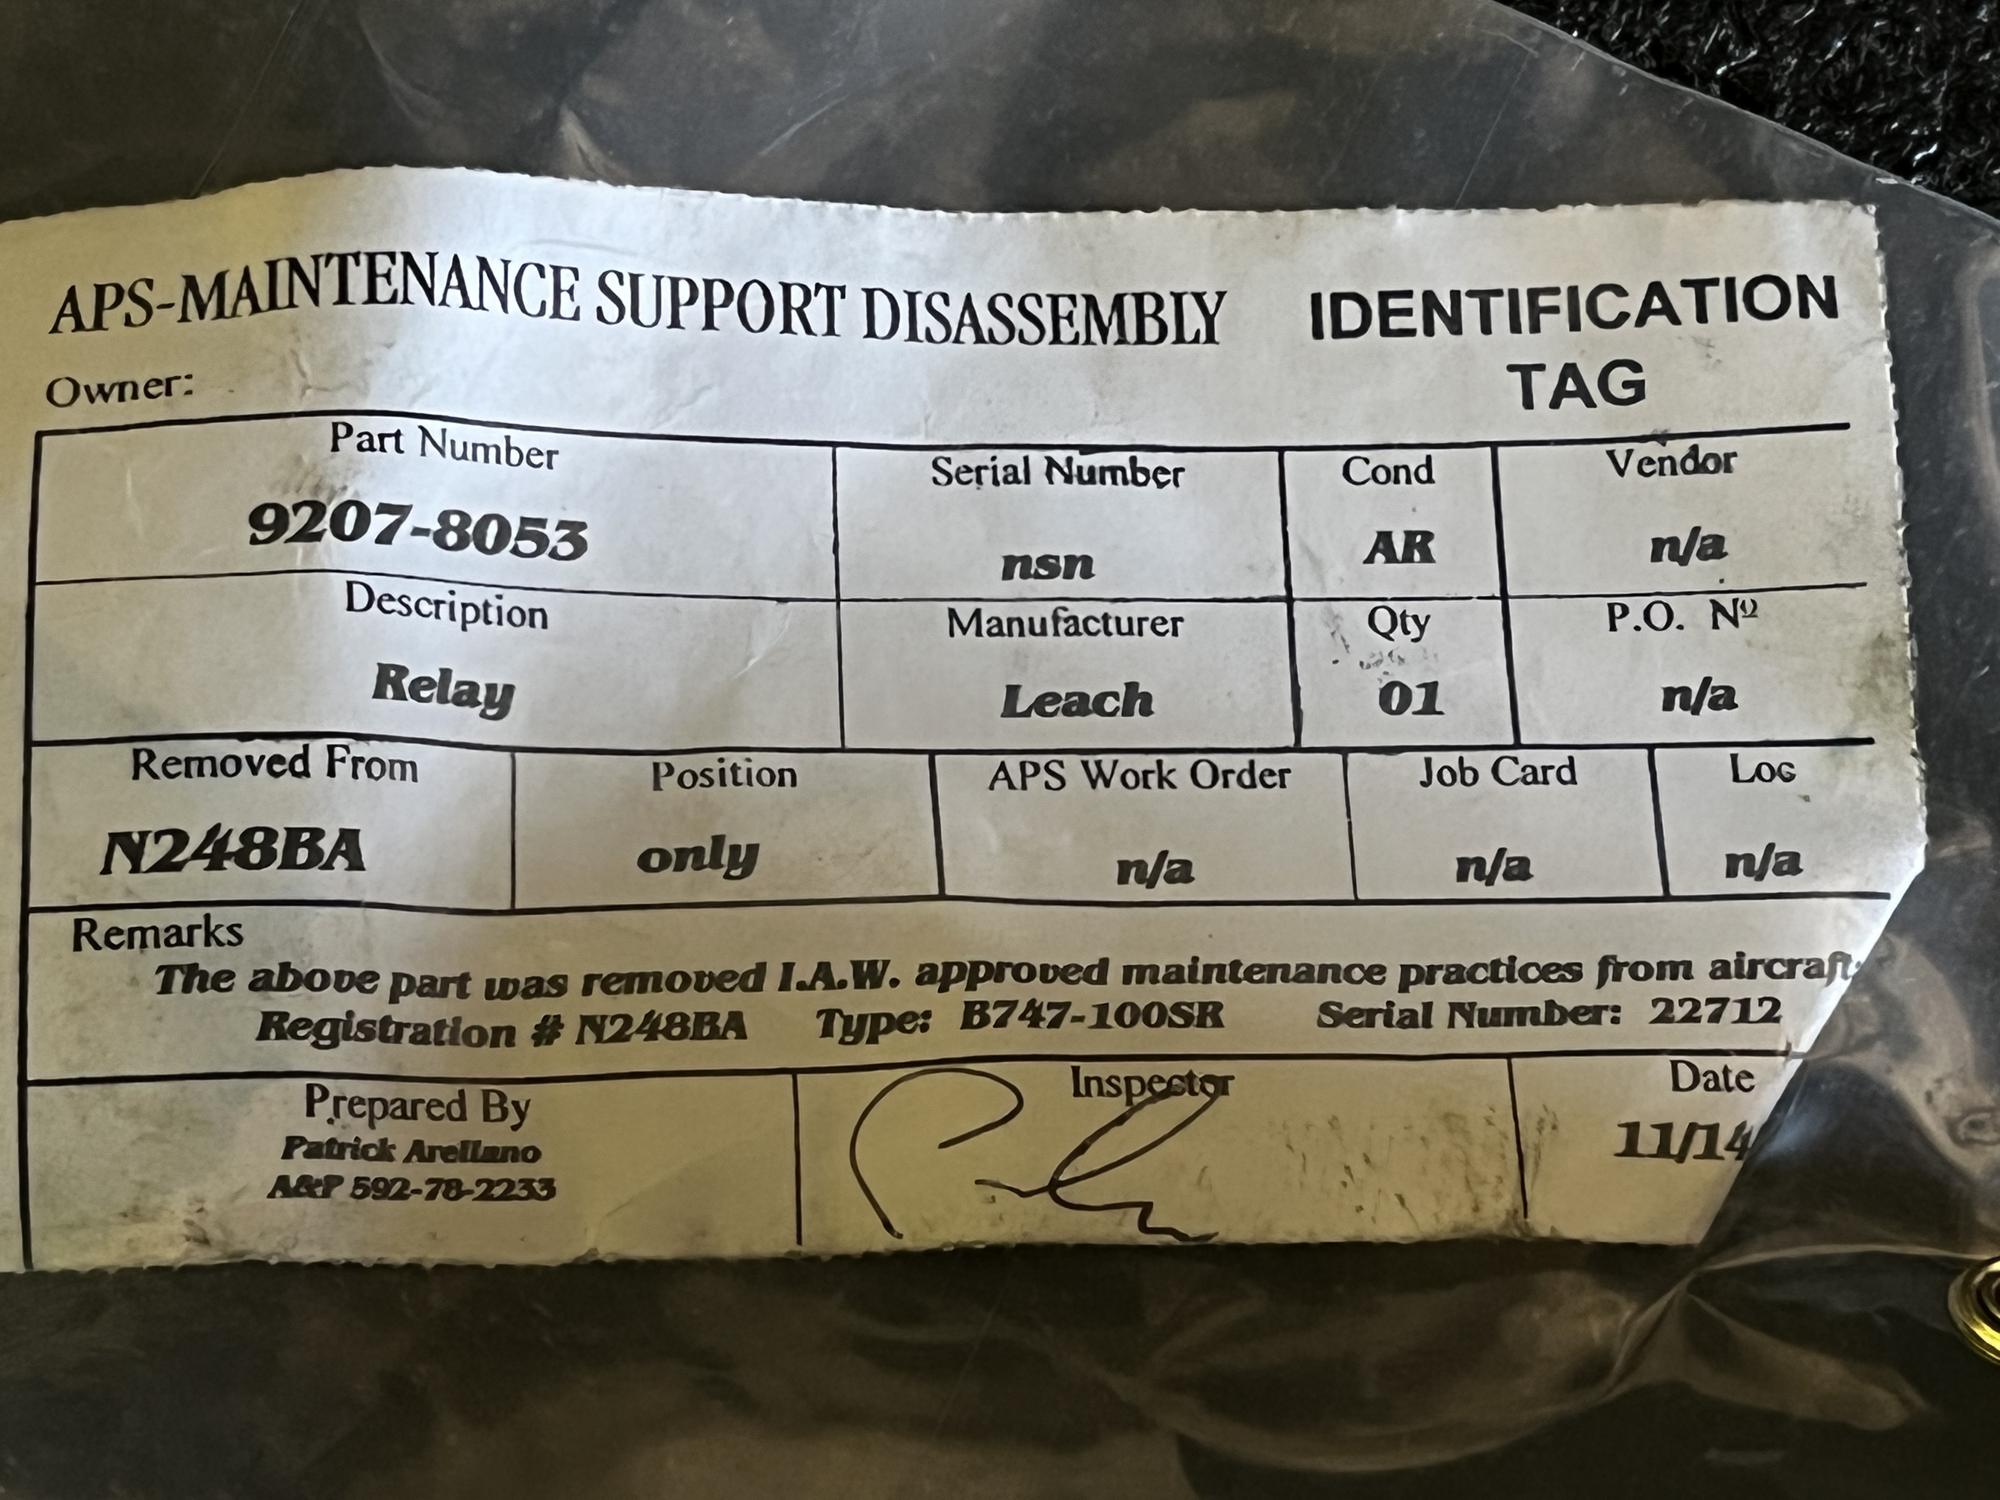 APS-MAINTENANCE SUPPORT DISASSEMBLY IDENTIFICATION TAG
Owner:
Part Number Serial Number Cond Vendor
9207-8053 nsn AR n/a
Description Manufacturer Qty P.O. Nº
Relay Leach 01 n/a
Removed From Position APS Work Order Job Card Loc
N248BA only n/a n/a n/a
Remarks
The above part was removed I.A.W. approved maintenance practices from aircraft
Registration # N248BA Type: B747-100SR Serial Number: 22712
Prepared By Inspector Date
Patrick Arellano 11/14
A&P 592-78-2233